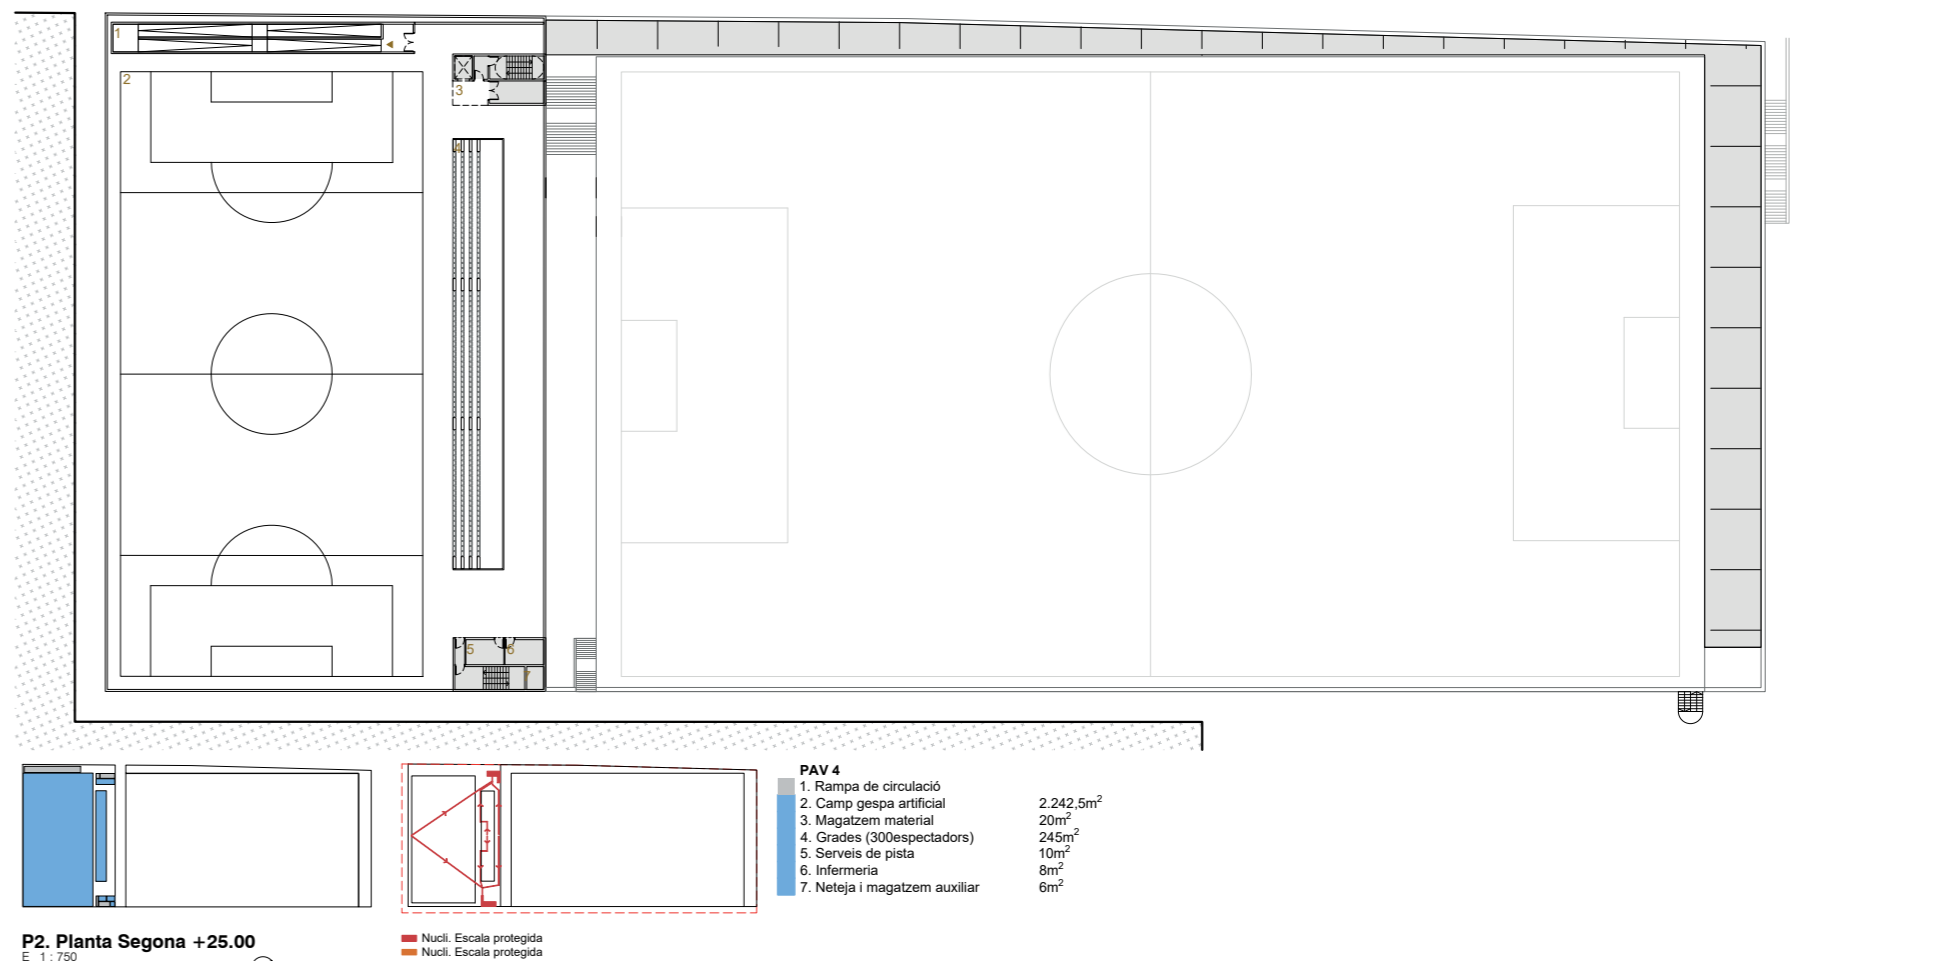 1
2
3
4
5
6
7
PAV 4
1. Rampa de circulació
2. Camp gespa artificial 2.242,5m²
3. Magatzem material 20m²
4. Grades (300espectadors) 245m²
5. Serveis de pista 10m²
6. Infermeria 8m²
7. Neteja i magatzem auxiliar 6m²
P2. Planta Segona +25.00
E 1 : 750
Nucli. Escala protegida
Nucli. Escala protegida